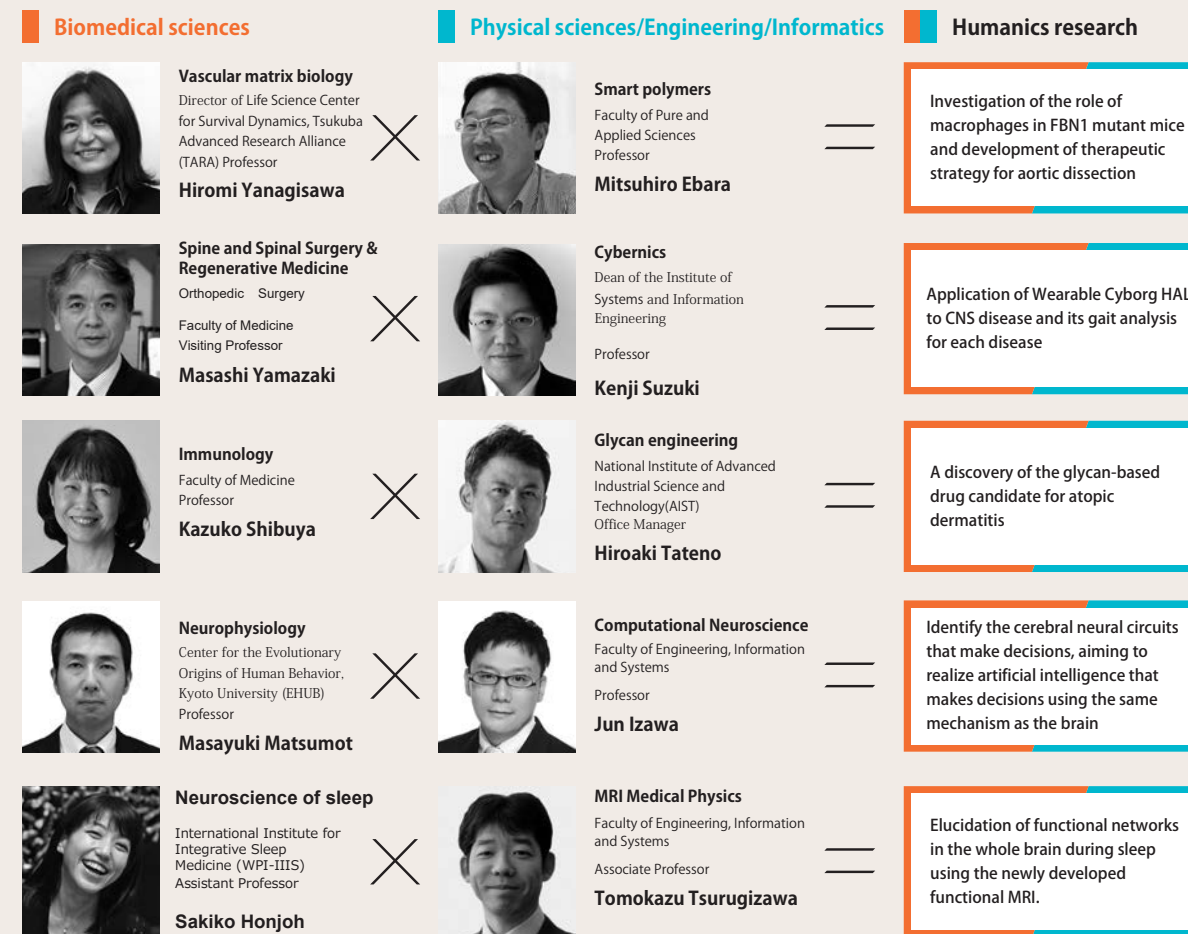 Biomedical sciences
Physical sciences/Engineering/Informatics
Humanics research
Vascular matrix biology
Director of Life Science Center
for Survival Dynamics, Tsukuba
Advanced Research Alliance
(TARA) Professor
Hiromi Yanagisawa
Smart polymers
Faculty of Pure and
Applied Sciences
Professor
Mitsuhiro Ebara
Investigation of the role of
macrophages in FBN1 mutant mice
and development of therapeutic
strategy for aortic dissection
Spine and Spinal Surgery &
Regenerative Medicine
Orthopedic Surgery
Faculty of Medicine
Visiting Professor
Masashi Yamazaki
Cybernics
Dean of the Institute of
Systems and Information
Engineering
Professor
Kenji Suzuki
Application of Wearable Cyborg HAL
to CNS disease and its gait analysis
for each disease
Immunology
Faculty of Medicine
Professor
Kazuko Shibuya
Glycan engineering
National Institute of Advanced
Industrial Science and
Technology(AIST)
Office Manager
Hiroaki Tateno
A discovery of the glycan-based
drug candidate for atopic
dermatitis
Neurophysiology
Center for the Evolutionary
Origins of Human Behavior,
Kyoto University (EHUB)
Professor
Masayuki Matsumot
Computational Neuroscience
Faculty of Engineering, Information
and Systems
Professor
Jun Izawa
Identify the cerebral neural circuits
that make decisions, aiming to
realize artificial intelligence that
makes decisions using the same
mechanism as the brain
Neuroscience of sleep
International Institute for
Integrative Sleep
Medicine (WPI-IIIS)
Assistant Professor
Sakiko Honjoh
MRI Medical Physics
Faculty of Engineering, Information
and Systems
Associate Professor
Tomokazu Tsurugizawa
Elucidation of functional networks
in the whole brain during sleep
using the newly developed
functional MRI.